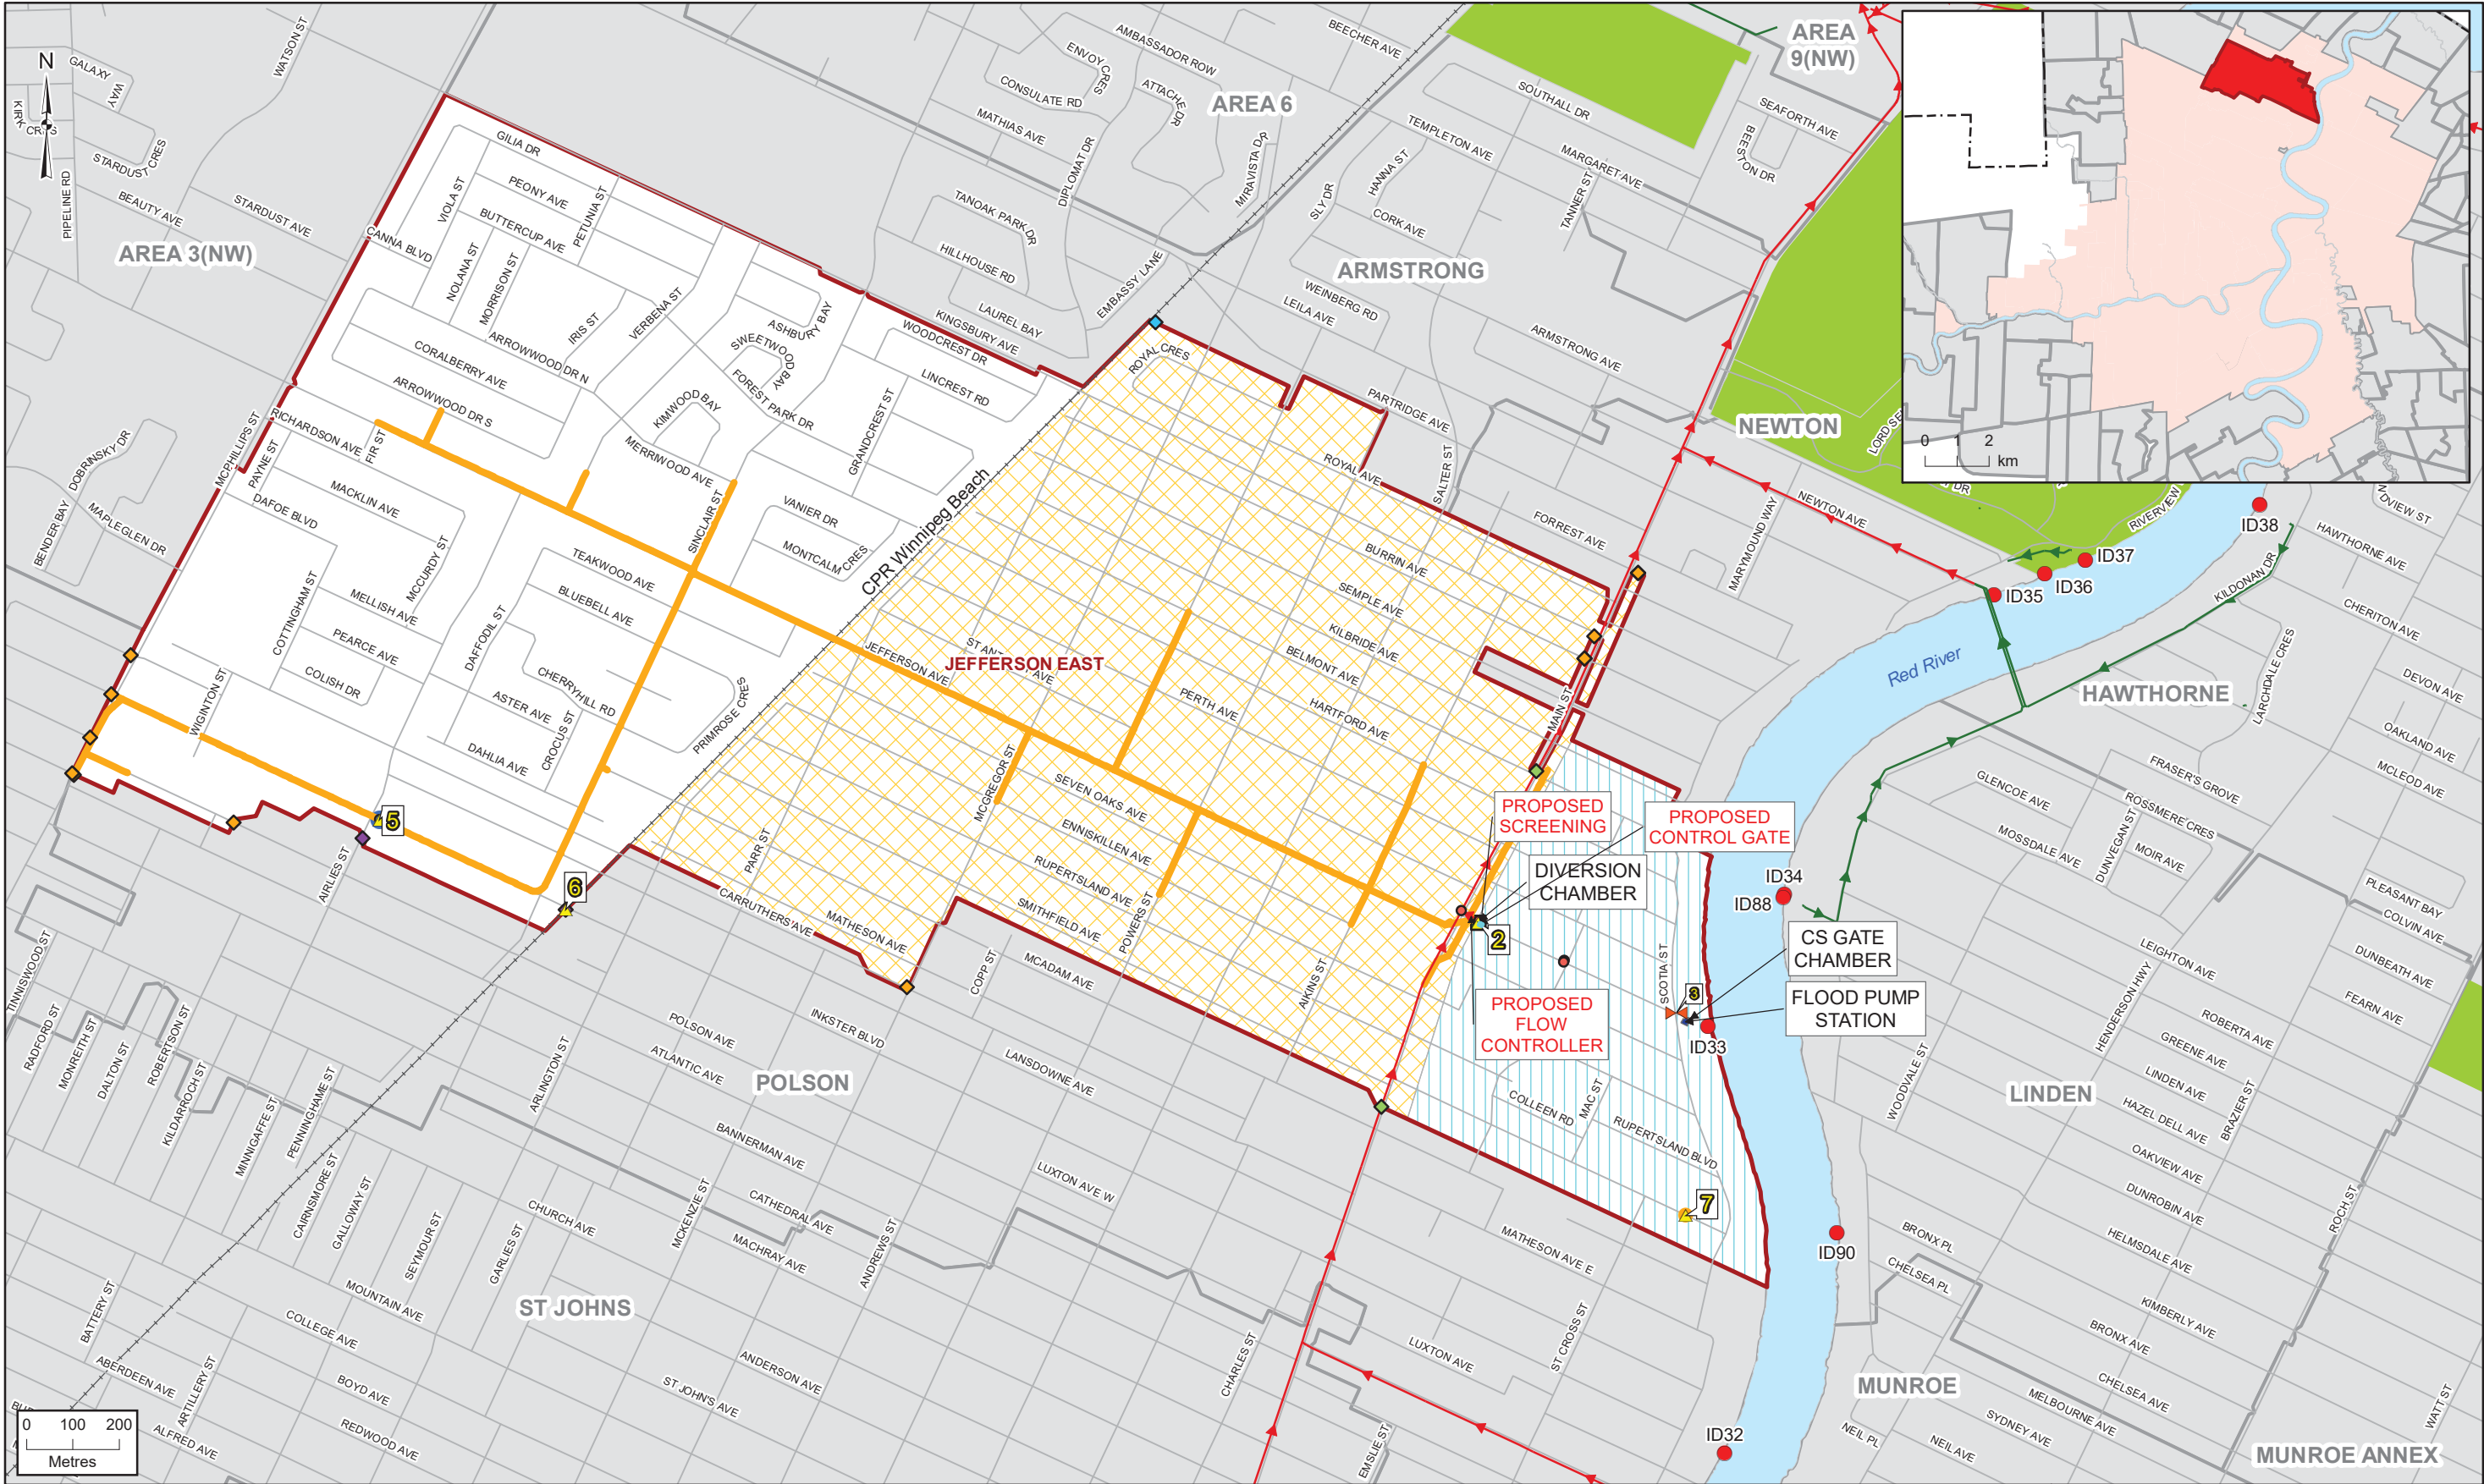 N
GALAXY
WAY
KIRK
CRES
STARDUST
CRES
PIPELINE RD
BEAUTY AVE
STARDUST AVE
WATSON ST
AREA 3(NW)
CANNA BLVD
GILIA DR
VIOLA ST
PEONY AVE
PETUNIA ST
BUTTERCUP AVE
NOLANA ST
MORRISON ST
IRIS ST
VERBENA ST
ARROWWOOD DR N
CORALBERRY AVE
ARROWWOOD DR S
RICHARDSON AVE
FIR ST
PAYNE ST
MCPHILLIPS ST
DAFOE BLVD
MACKLIN AVE
DOBRINSKY DR
BENDER BAY
MAPLEGLEN DR
COTTINGHAM ST
MCCURDY ST
MELLISH AVE
PEARCE AVE
COLISH DR
WIGINTON ST
DAFFODIL ST
TEAKWOOD AVE
BLUEBELL AVE
CHERRYHILL RD
ASTER AVE
CROCUS ST
DAHLIA AVE
PRIMROSE CRES
ASHBURY BAY
SWEETWOOD BAY
FOREST PARK DR
KIMWOOD BAY
MERRIWOOD AVE
SINCLAIR ST
VANIER DR
MONTCALM CRES
GRANDCREST ST
LINCREST RD
WOODCREST DR
KINGSBURY AVE
LAUREL BAY
HILLHOUSE RD
TANOAK PARK DR
EMBASSY LANE
DIPLOMAT DR
MATHIAS AVE
CONSULATE RD
ENVOY CRES
AMBASSADOR ROW
ATTACHE DR
AREA 6
MIRAVISTA DR
BEECHER AVE
TEMPLETON AVE
SLY DR
HANNA ST
CORK AVE
ARMSTRONG
WEINBERG RD
LEILA AVE
ARMSTRONG AVE
SOUTHALL DR
MARGARET AVE
TANNER ST
SEAFORTH AVE
BEESTON DR
AREA
9(NW)
NEWTON
PARTRIDGE AVE
SALTER ST
ROYAL CRES
ROYAL AVE
FORREST AVE
MARYMOUND WAY
NEWTON AVE
CPR Winnipeg Beach
BURRIN AVE
SEMPLE AVE
KILBRIDE AVE
BELMONT AVE
HARTFORD AVE
PERTH AVE
JEFFERSON AVE
JEFFERSON EAST
MCGREGOR ST
SEVEN OAKS AVE
ENNISKILLEN AVE
RUPERTSLAND AVE
SMITHFIELD AVE
POWERS ST
PARR ST
CARRUTHERS AVE
MATHESON AVE
COPP ST
MCADAM AVE
AIKINS ST
MAIN ST
PROPOSED
SCREENING
PROPOSED
CONTROL GATE
DIVERSION
CHAMBER
PROPOSED
FLOW
CONTROLLER
CS GATE
CHAMBER
FLOOD PUMP
STATION
2
3
5
6
7
SCOTIA ST
COLLEEN RD
MAC ST
RUPERTSLAND BLVD
MATHESON AVE E
ST CROSS ST
LUXTON AVE
Red River
ID38
ID37
ID36
ID35
ID34
ID88
ID33
ID90
ID32
RIVERVIEW
KILDONAN DR
HAWTHORNE AVE
CHERITON AVE
LARCHDALE CRES
HAWTHORNE
DEVON AVE
OAKLAND AVE
MCLEOD AVE
FRASER'S GROVE
GLENCOE AVE
ROSSMERE CRES
MOSSDALE AVE
DUNVEGAN ST
MOIR AVE
PLEASANT BAY
COLVIN AVE
DUNBEATH AVE
LEIGHTON AVE
FEARN AVE
HENDERSON HWY
ROBERTA AVE
GREENE AVE
LINDEN AVE
LINDEN
WOODVALE ST
HAZEL DELL AVE
BRAZIER ST
OAKVIEW AVE
DUNROBIN AVE
ROCH ST
HELMSDALE AVE
BRONX PL
CHELSEA PL
KIMBERLY AVE
BRONX AVE
CHELSEA AVE
MUNROE
MELBOURNE AVE
SYDNEY AVE
NEIL PL
NEIL AVE
WATT ST
MUNROE ANNEX
AIRLIES ST
TINNISWOOD ST
RADFORD ST
MONREITH ST
DALTON ST
ROBERTSON ST
KILDARROCH ST
MINNIGAFFE ST
PENNINGHAME ST
CAIRNSMORE ST
GALLOWAY ST
SEYMOUR ST
GARLIES ST
ARLINGTON ST
POLSON AVE
ATLANTIC AVE
INKSTER BLVD
POLSON
LANSDOWNE AVE
BANNERMAN AVE
CATHEDRAL AVE
LUXTON AVE W
MACHRAY AVE
CHURCH AVE
MCKENZIE ST
ANDREWS ST
ST JOHNS
MOUNTAIN AVE
COLLEGE AVE
BATTERY ST
ABERDEEN AVE
ARTILLERY ST
ALFRED AVE
BOYD AVE
REDWOOD AVE
ANDERSON AVE
ST JOHN'S AVE
CHARLES ST
EMSLIE ST
0 1 2
km
0 100 200
Metres